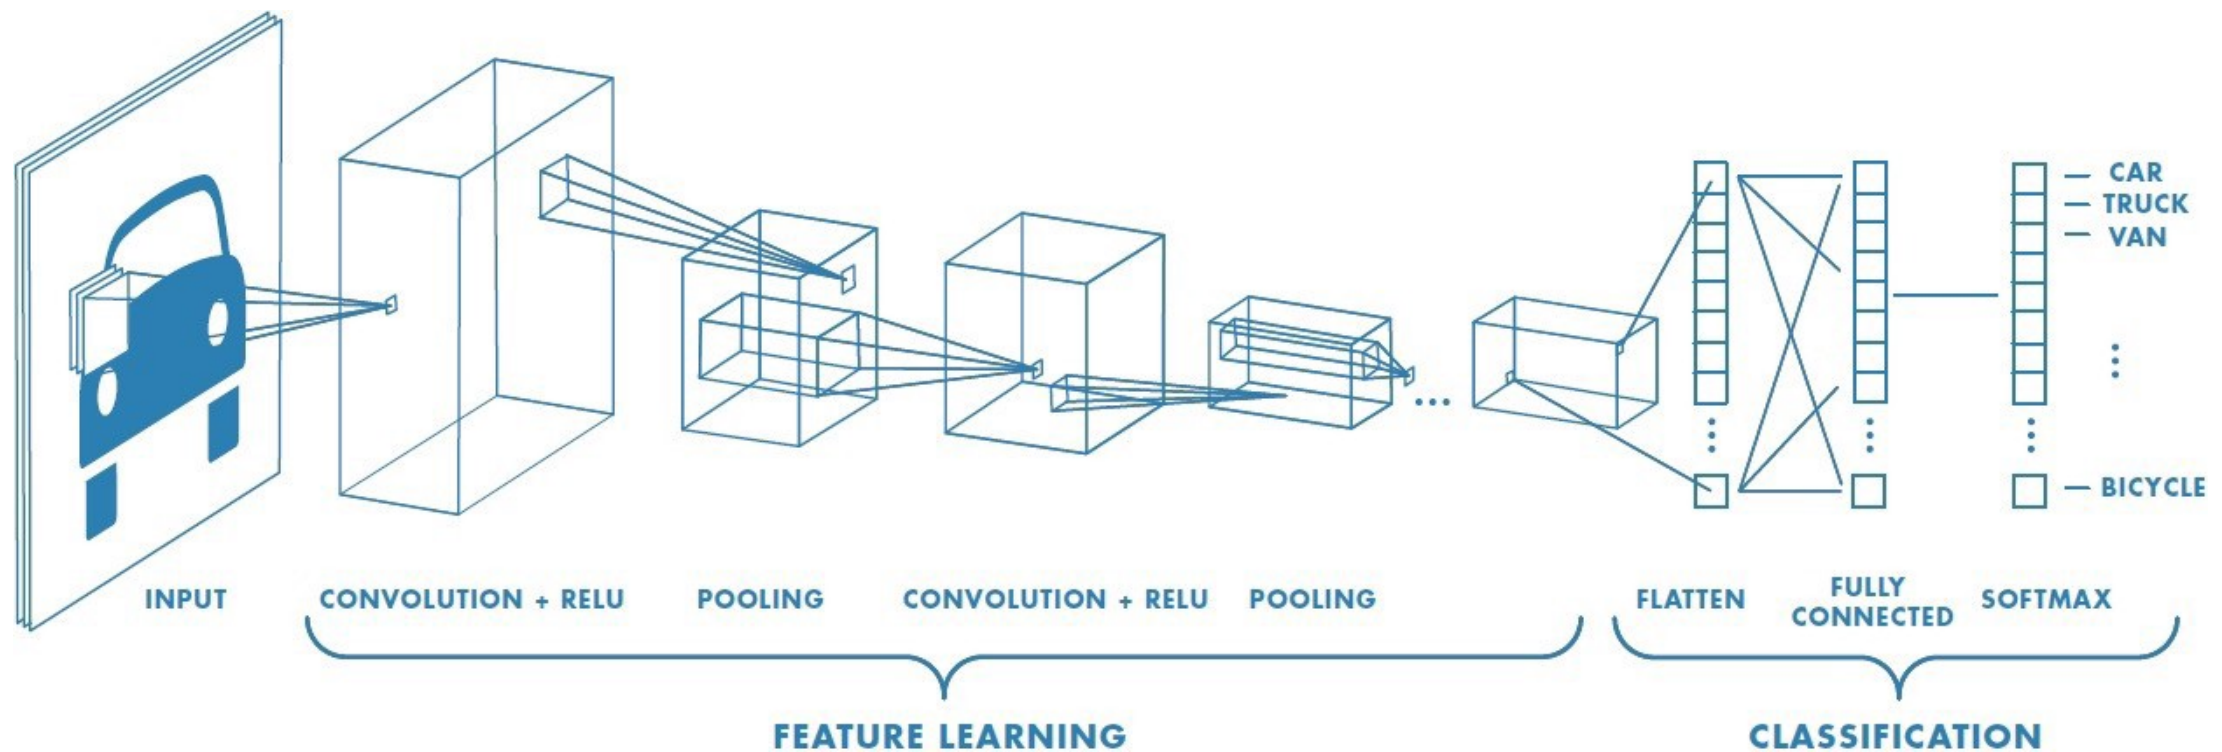 CAR
TRUCK
VAN
BICYCLE
INPUT
CONVOLUTION + RELU
POOLING
CONVOLUTION + RELU
POOLING
FLATTEN
FULLY
CONNECTED
SOFTMAX
FEATURE LEARNING
CLASSIFICATION